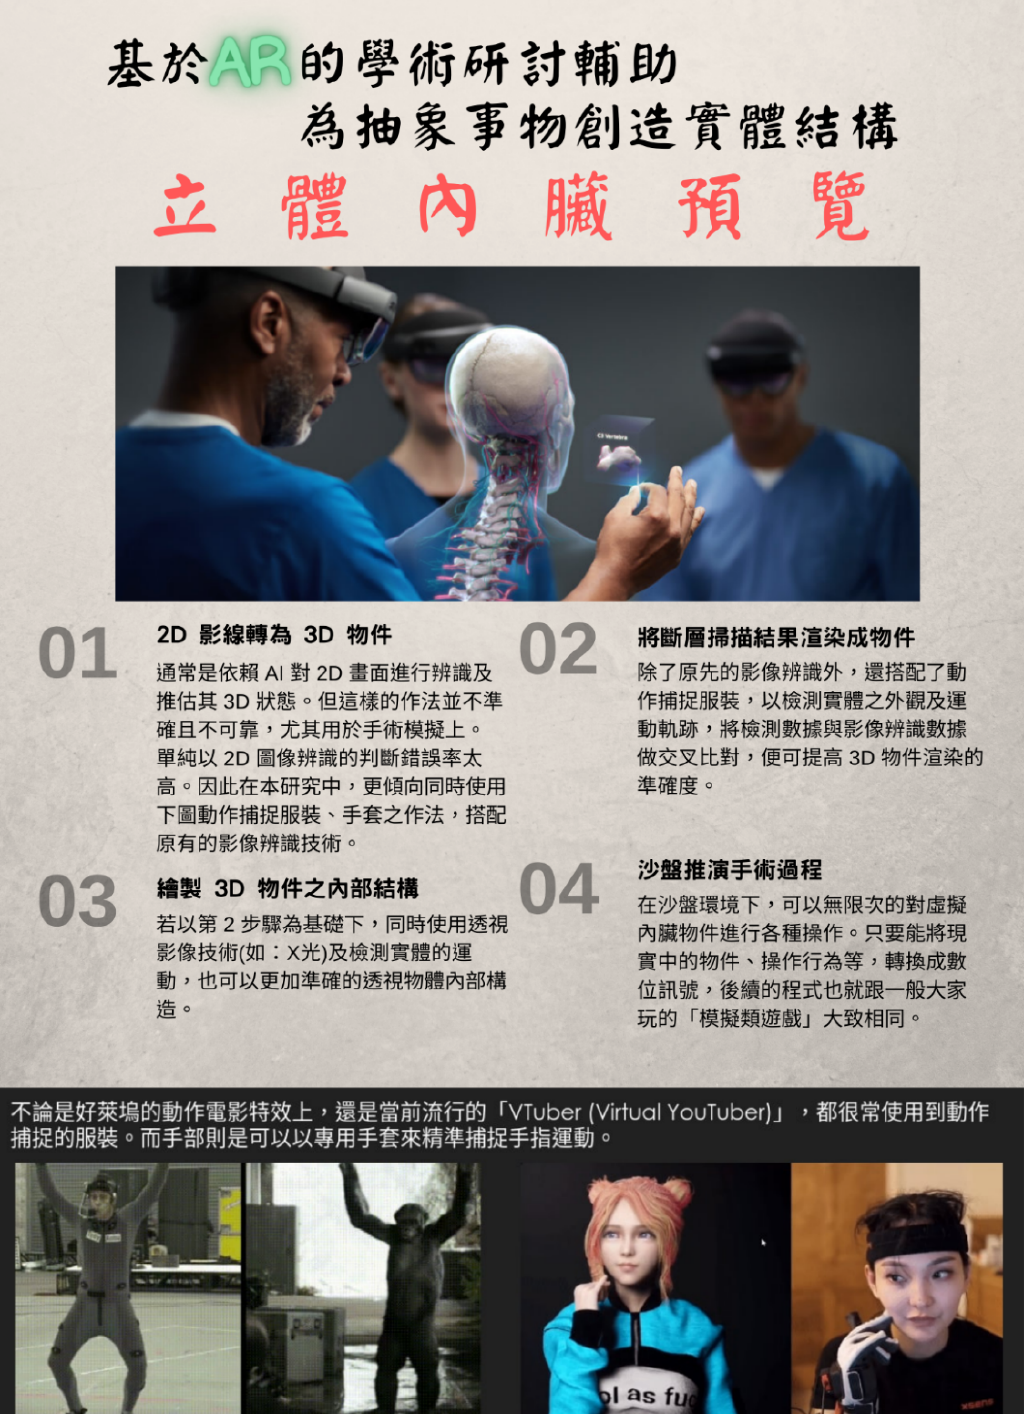 基於AR的學術研討輔助
為抽象事物創造實體結構
立體內臟預覽
C3 Vertebra
01
2D 影線轉為 3D 物件
通常是依賴 AI 對 2D 畫面進行辨識及
推估其 3D 狀態。但這樣的作法並不準
確且不可靠，尤其用於手術模擬上。
單純以 2D 圖像辨識的判斷錯誤率太
高。因此在本研究中，更傾向同時使用
下圖動作捕捉服裝、手套之作法，搭配
原有的影像辨識技術。
02
將斷層掃描結果渲染成物件
除了原先的影像辨識外，還搭配了動
作捕捉服裝，以檢測實體之外觀及運
動軌跡，將檢測數據與影像辨識數據
做交叉比對，便可提高 3D 物件渲染的
準確度。
03
繪製 3D 物件之內部結構
若以第 2 步驟為基礎下，同時使用透視
影像技術(如：X光)及檢測實體的運
動，也可以更加準確的透視物體內部構
造。
04
沙盤推演手術過程
在沙盤環境下，可以無限次的對虛擬
內臟物件進行各種操作。只要能將現
實中的物件、操作行為等，轉換成數
位訊號，後續的程式也就跟一般大家
玩的「模擬類遊戲」大致相同。
不論是好萊塢的動作電影特效上，還是當前流行的「VTuber (Virtual YouTuber)」，都很常使用到動作
捕捉的服裝。而手部則是可以以專用手套來精準捕捉手指運動。
ol as fuc
xsens